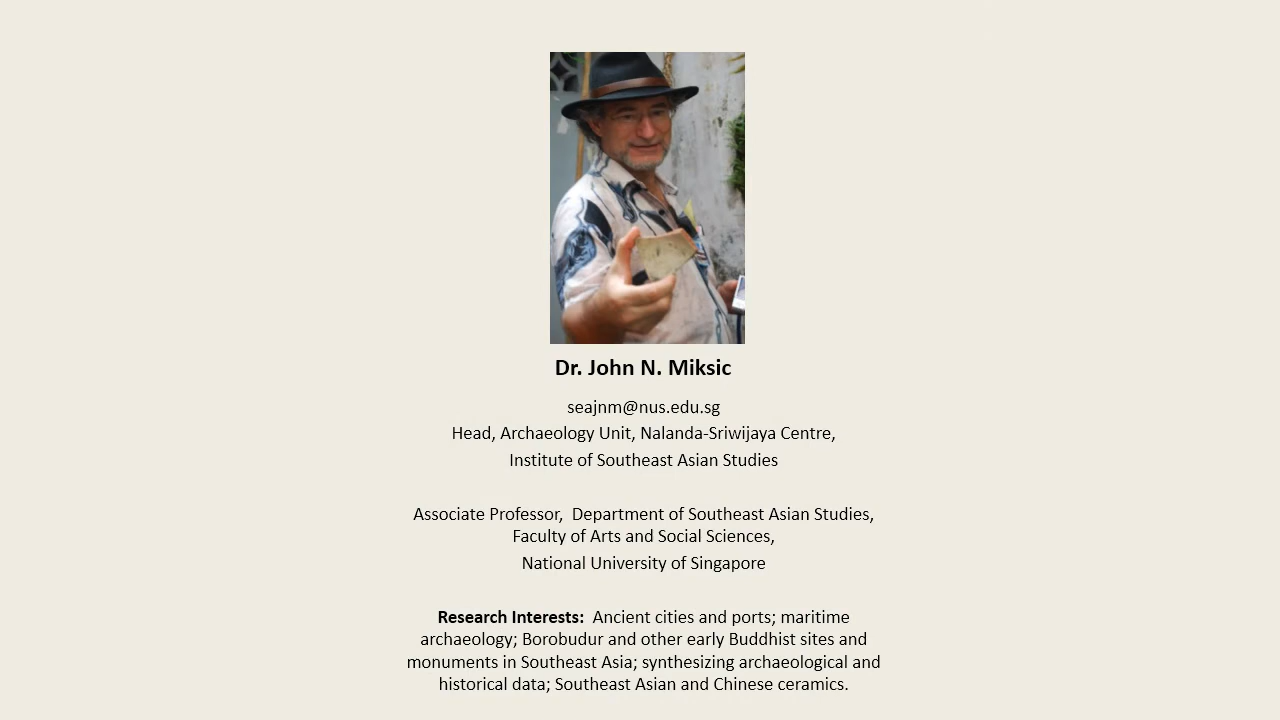 Dr. John N. Miksic
seajnm@nus.edu.sg
Head, Archaeology Unit, Nalanda-Sriwijaya Centre,
Institute of Southeast Asian Studies
Associate Professor,  Department of Southeast Asian Studies,
Faculty of Arts and Social Sciences,
National University of Singapore
Research Interests:  Ancient cities and ports; maritime
archaeology; Borobudur and other early Buddhist sites and
monuments in Southeast Asia; synthesizing archaeological and
historical data; Southeast Asian and Chinese ceramics.